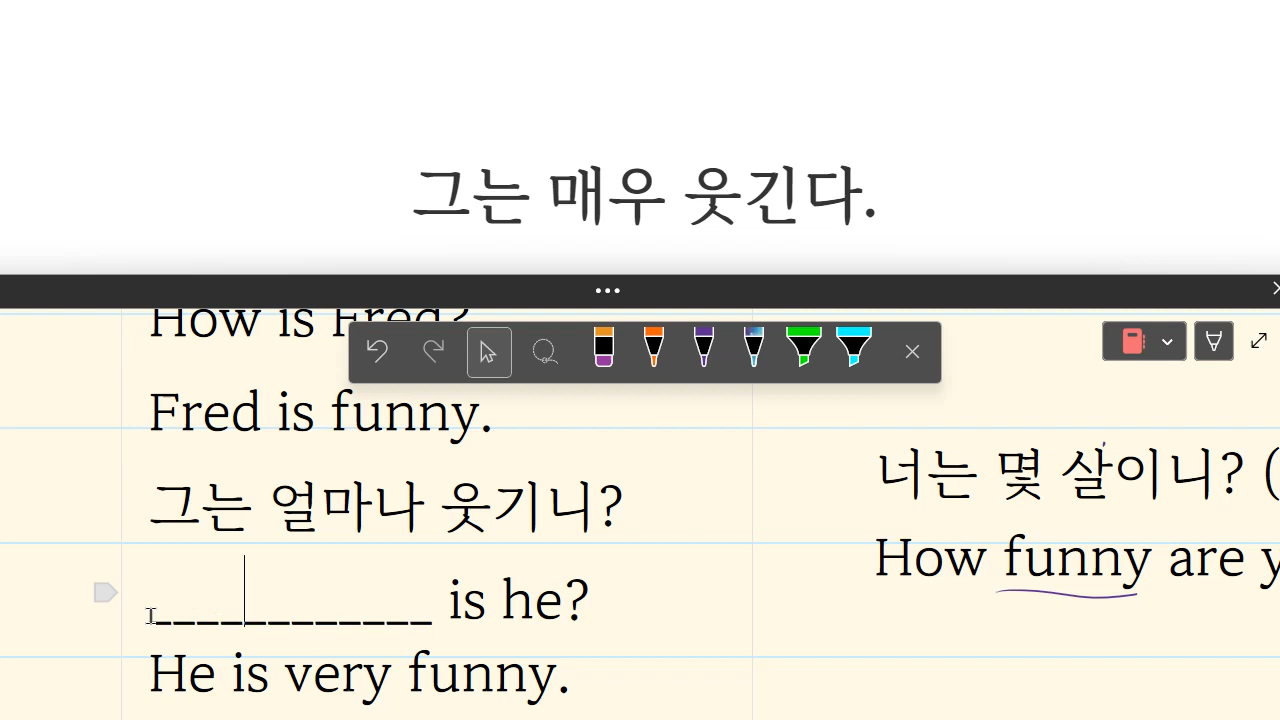 그는 매우 웃긴다.
How is Fred?
Fred is funny.
그는 얼마나 웃기니?
____________ is he?
He is very funny.
너는 몇 살이니? (
How funny are y